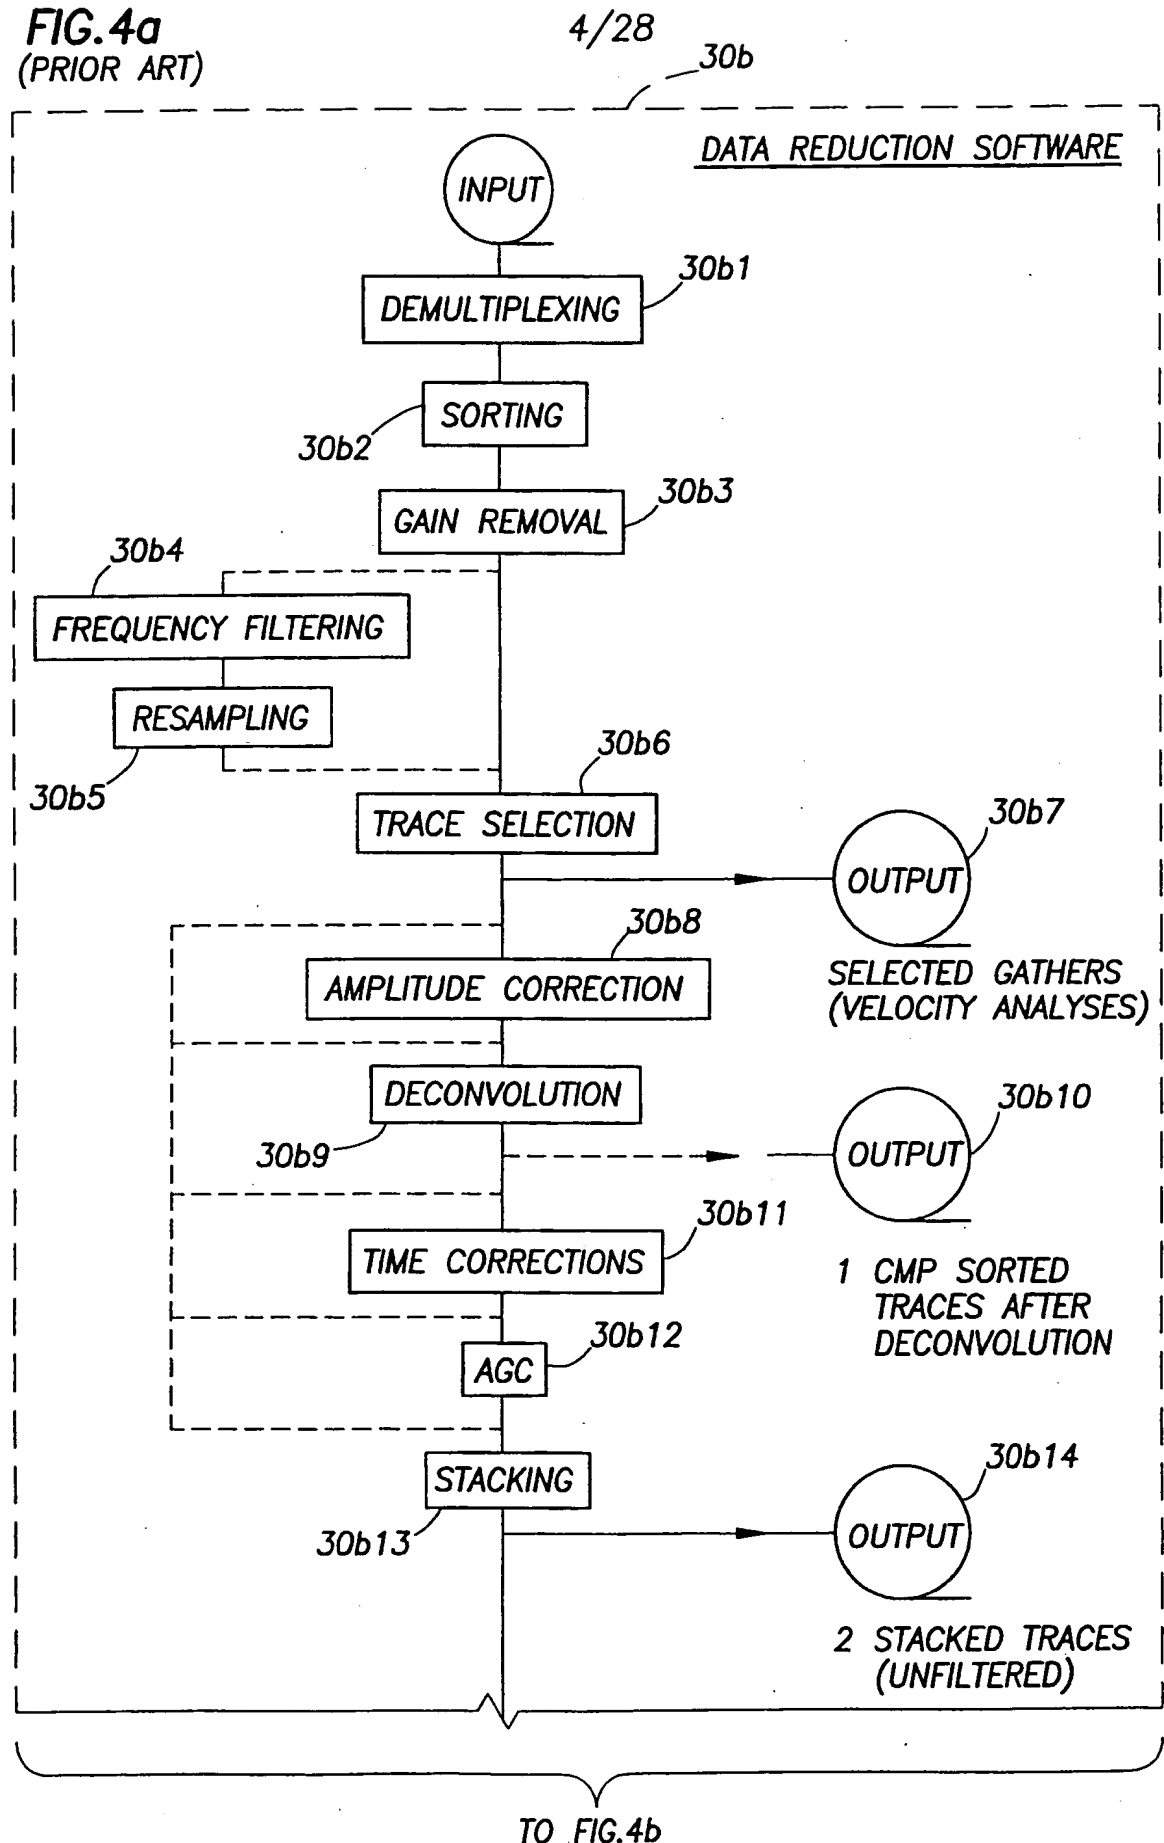 FIG.4a
(PRIOR ART)
4/28
30b
DATA REDUCTION SOFTWARE
INPUT
30b1
DEMULTIPLEXING
SORTING
30b2
30b3
GAIN REMOVAL
30b4
FREQUENCY FILTERING
RESAMPLING
30b5
30b6
TRACE SELECTION
30b7
OUTPUT
SELECTED GATHERS
(VELOCITY ANALYSES)
30b8
AMPLITUDE CORRECTION
DECONVOLUTION
30b9
30b10
OUTPUT
1 CMP SORTED
TRACES AFTER
DECONVOLUTION
30b11
TIME CORRECTIONS
30b12
AGC
STACKING
30b13
30b14
OUTPUT
2 STACKED TRACES
(UNFILTERED)
TO FIG.4b